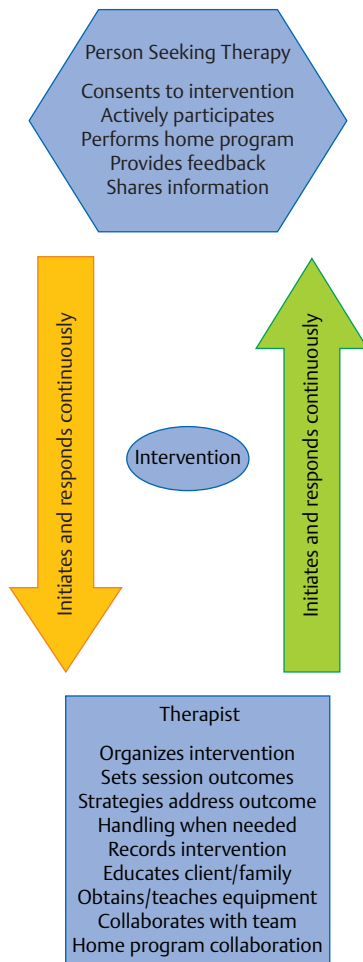 Person Seeking Therapy
Consents to intervention
Actively participates
Performs home program
Provides feedback
Shares information
Initiates and responds continuously
Intervention
Initiates and responds continuously
Therapist
Organizes intervention
Sets session outcomes
Strategies address outcome
Handling when needed
Records intervention
Educates client/family
Obtains/teaches equipment
Collaborates with team
Home program collaboration